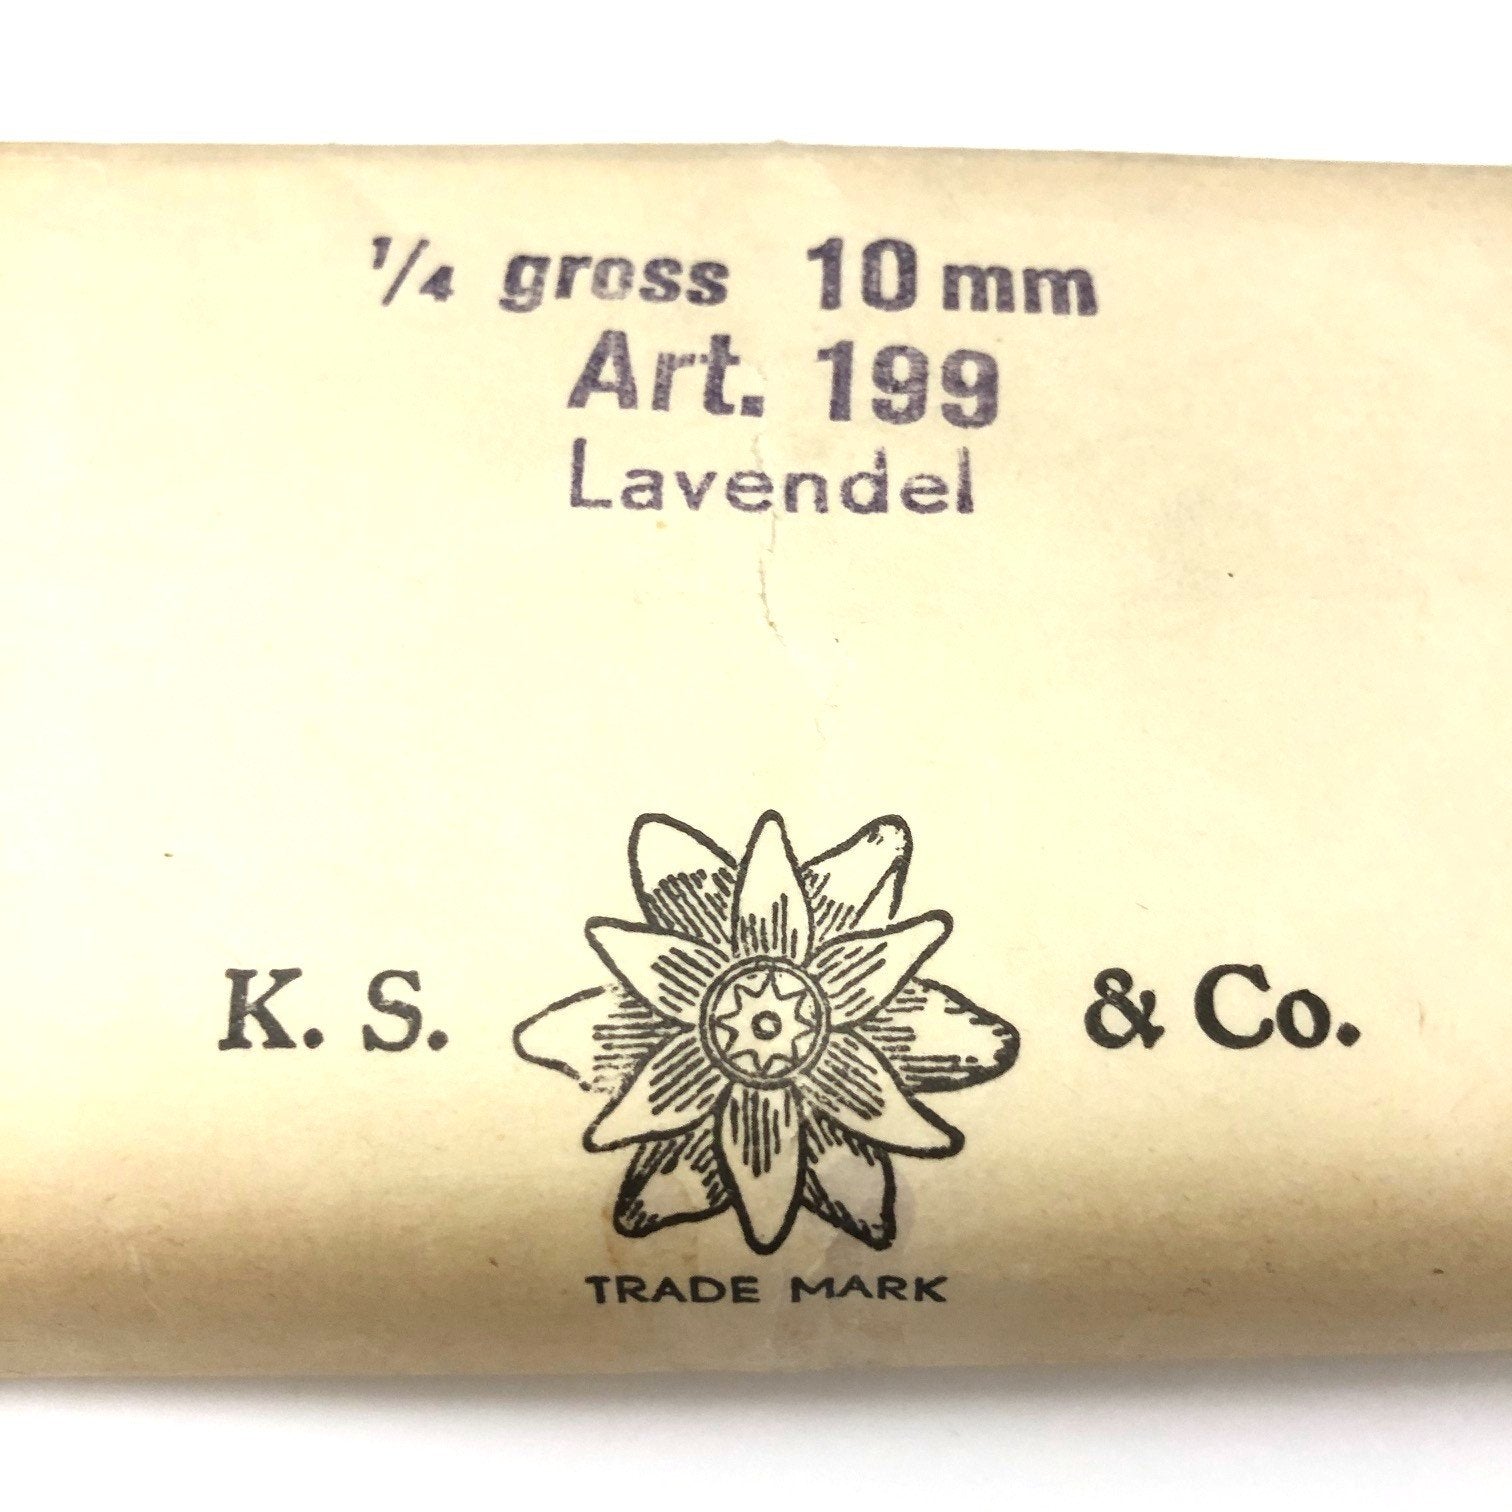 ¼ gross 10 mm
Art. 199
Lavendel
K. S. & Co.
TRADE MARK